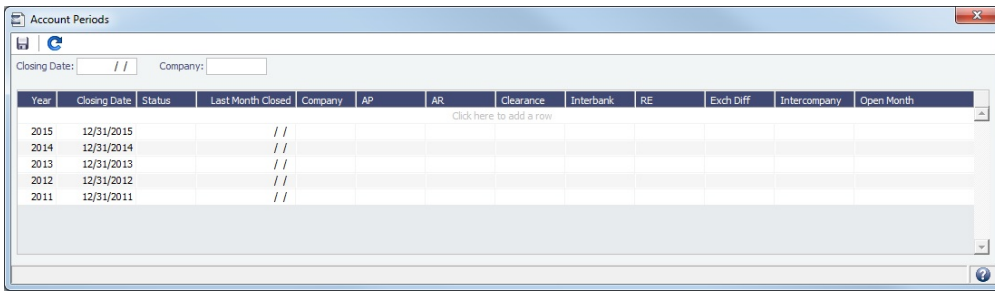 Account Periods
Closing Date: / / Company:
Year Closing Date Status Last Month Closed Company AP AR Clearance Interbank RE Exch Diff Intercompany Open Month
Click here to add a row
2015 12/31/2015 / /
2014 12/31/2014 / /
2013 12/31/2013 / /
2012 12/31/2012 / /
2011 12/31/2011 / /